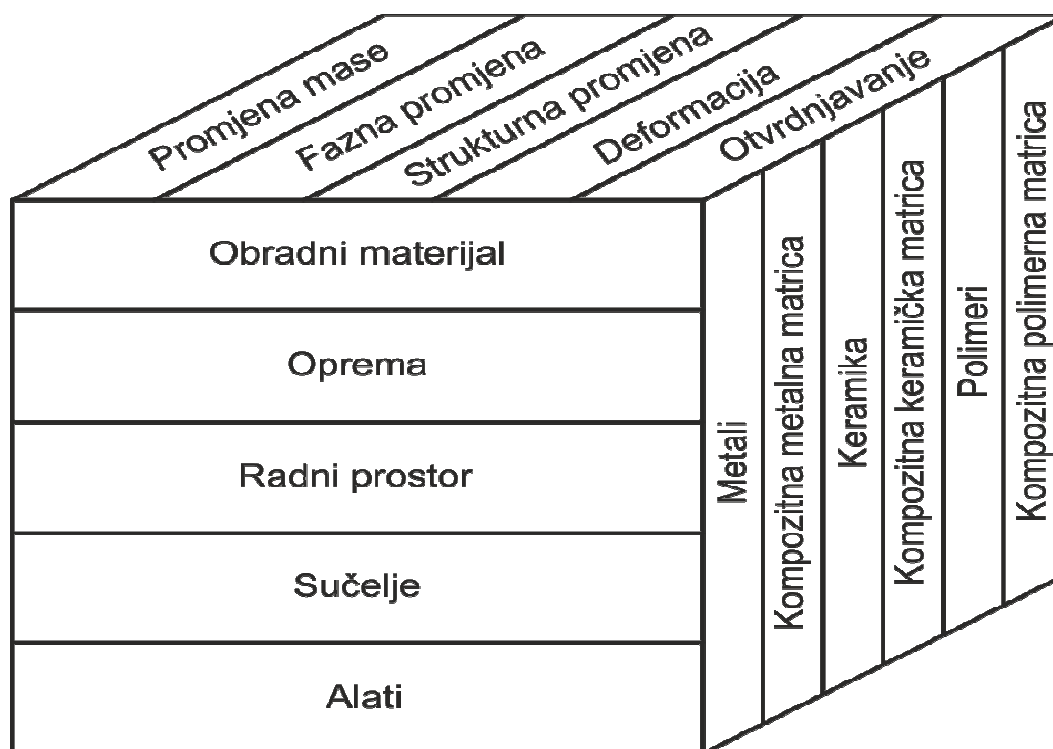 Promjena mase
Fazna promjena
Strukturna promjena
Deformacija
Otvrdnjavanje
Obradni materijal
Oprema
Radni prostor
Sučelje
Alati
Metali
Kompozitna metalna matrica
Keramika
Kompozitna keramička matrica
Polimeri
Kompozitna polimerna matrica